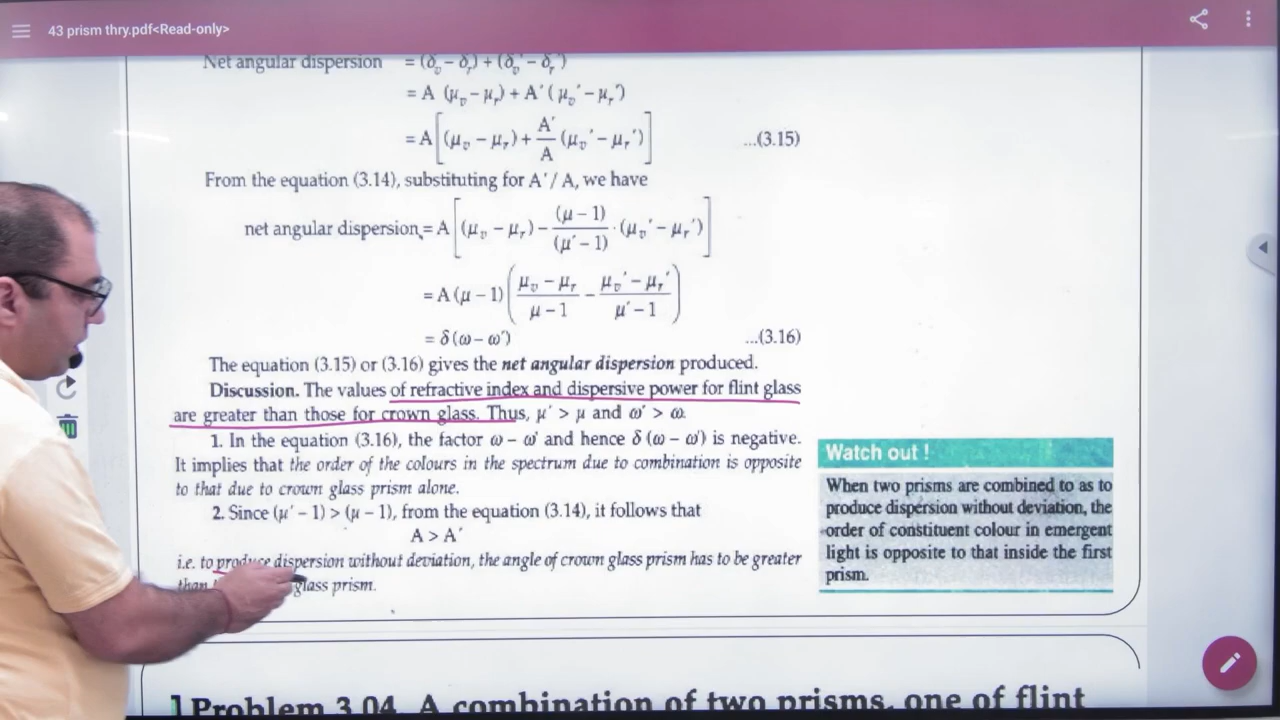 43 prism thry.pdf<Read-only>
Net angular dispersion = (δᵥ – δᵣ) + (δᵥ′ – δᵣ′)
= A (μᵥ – μᵣ) + A′ (μᵥ′ – μᵣ′)
= A [(μᵥ – μᵣ) + A′/A (μᵥ′ – μᵣ′)] ...(3.15)
From the equation (3.14), substituting for A′ / A, we have
net angular dispersion = A [(μᵥ – μᵣ) – (μ – 1)/(μ′ – 1) · (μᵥ′ – μᵣ′)]
= A (μ – 1) ((μᵥ – μᵣ)/(μ – 1) – (μᵥ′ – μᵣ′)/(μ′ – 1))
= δ (ω – ω′) ...(3.16)
The equation (3.15) or (3.16) gives the net angular dispersion produced.
Discussion. The values of refractive index and dispersive power for flint glass
are greater than those for crown glass. Thus, μ′ > μ and ω′ > ω.
1. In the equation (3.16), the factor ω – ω′ and hence δ (ω – ω′) is negative.
It implies that the order of the colours in the spectrum due to combination is opposite
to that due to crown glass prism alone.
2. Since (μ′ – 1) > (μ – 1), from the equation (3.14), it follows that
A > A′
i.e. to produce dispersion without deviation, the angle of crown glass prism has to be greater
than glass prism.
Watch out !
When two prisms are combined to as to
produce dispersion without deviation, the
order of constituent colour in emergent
light is opposite to that inside the first
prism.
Problem 3.04. A combination of two prisms, one of flint